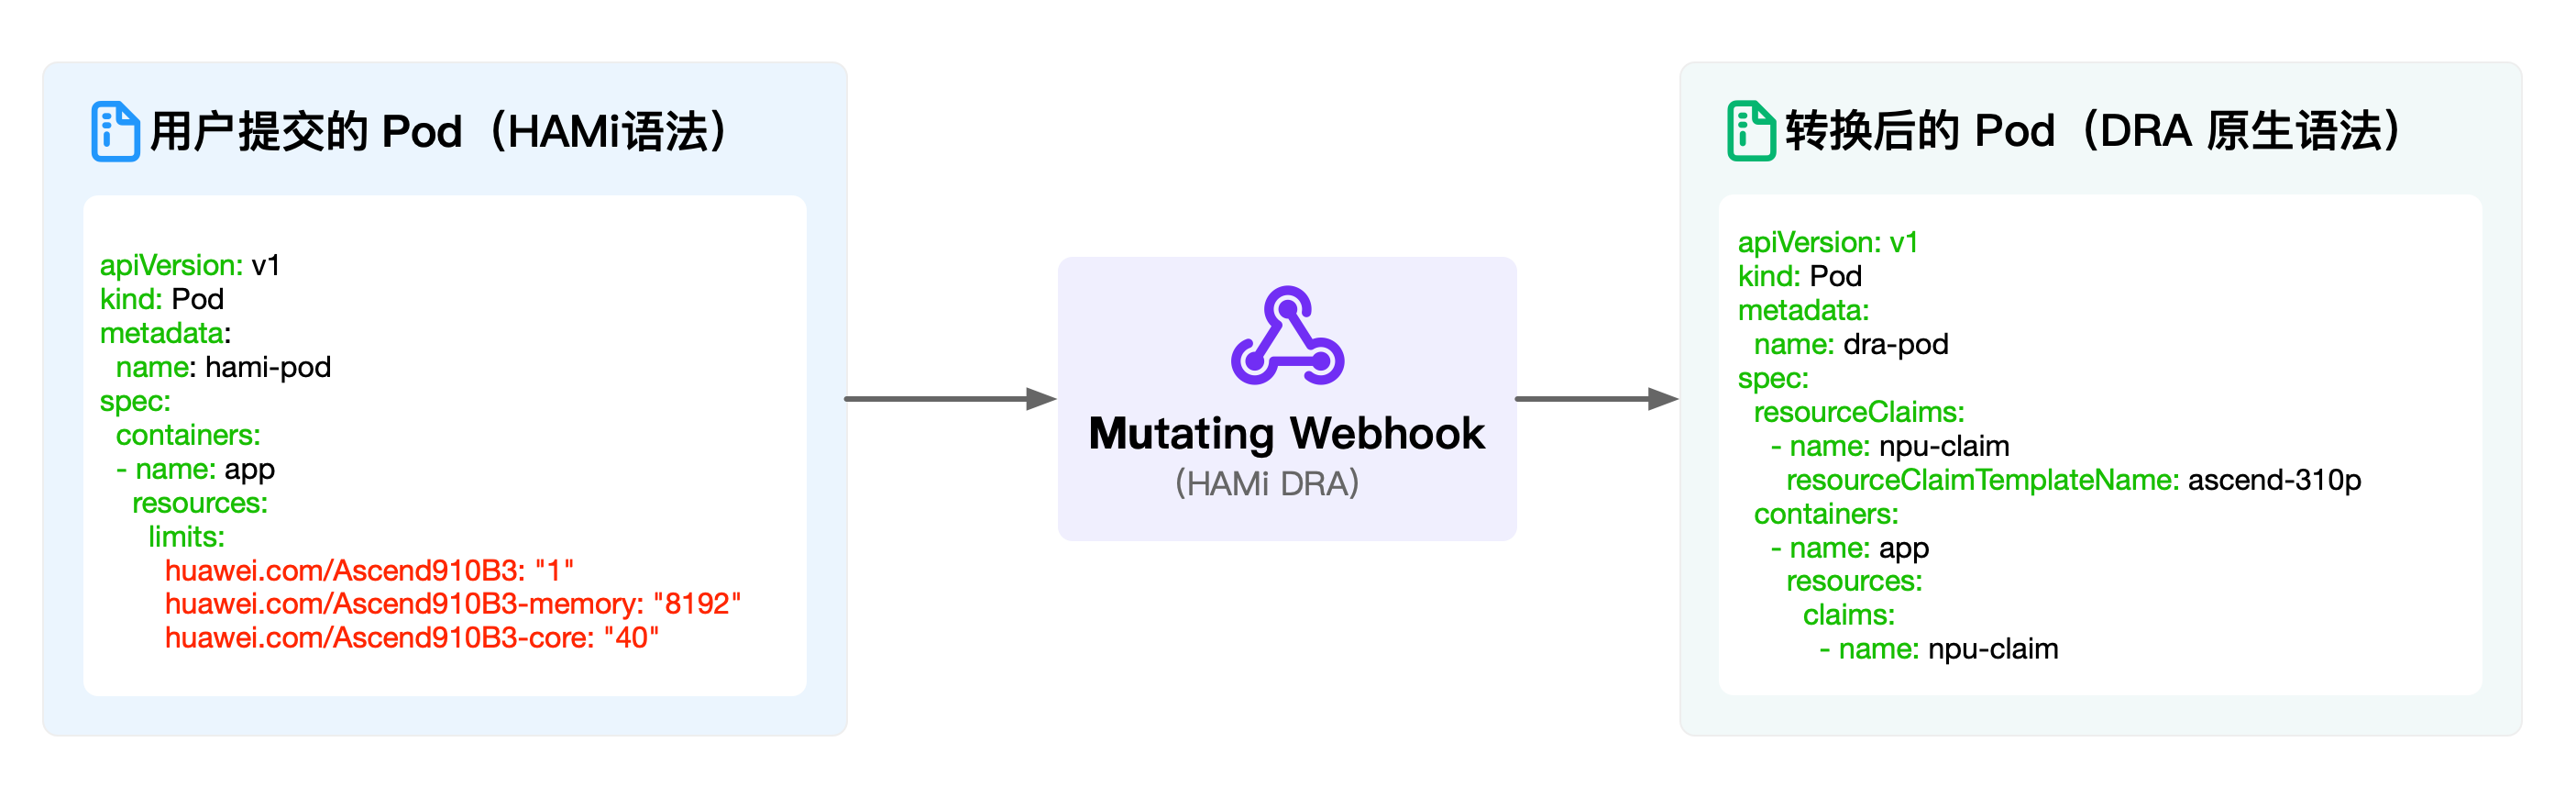 用户提交的 Pod（HAMi语法）
apiVersion: v1
kind: Pod
metadata:
  name: hami-pod
spec:
  containers:
  - name: app
    resources:
      limits:
        huawei.com/Ascend910B3: "1"
        huawei.com/Ascend910B3-memory: "8192"
        huawei.com/Ascend910B3-core: "40"
Mutating Webhook
（HAMi DRA）
转换后的 Pod（DRA 原生语法）
apiVersion: v1
kind: Pod
metadata:
  name: dra-pod
spec:
  resourceClaims:
    - name: npu-claim
      resourceClaimTemplateName: ascend-310p
  containers:
    - name: app
      resources:
        claims:
          - name: npu-claim